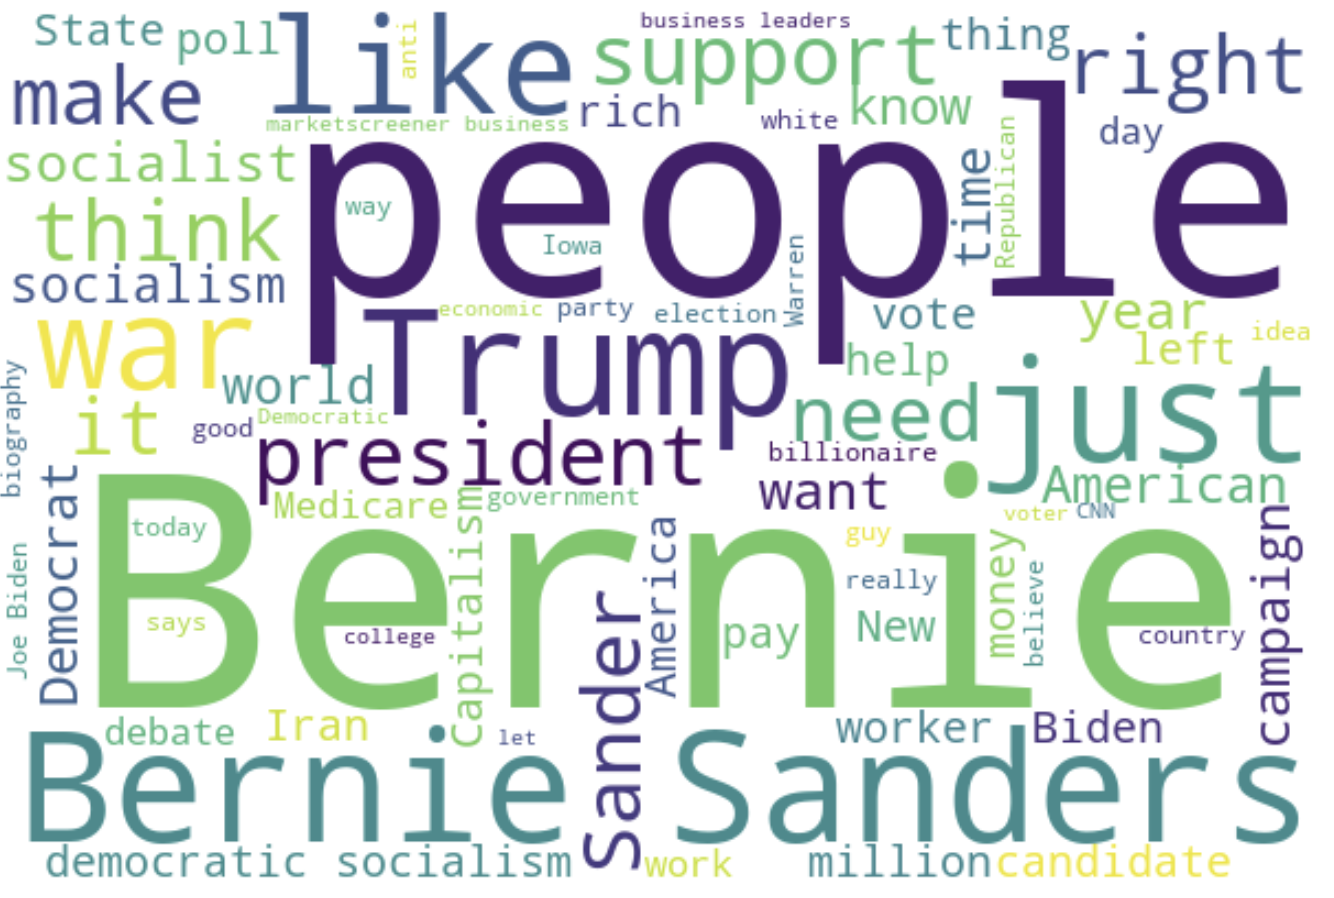 State
poll
like
anti
business leaders
support
thing
right
make
marketscreener business
rich
white
know
day
socialist
people
time
Republican
think
way
Iowa
Warren
socialism
war
economic
party
election
vote
year
left
idea
Trump
world
help
biography
it
good
Democratic
need
just
president
billionaire
want
American
Democrat
Medicare
government
Capitalism
voter
CNN
campaign
Bernie
today
America
guy
money
believe
Joe Biden
says
college
really
pay
New
country
Sander
debate
Iran
let
worker
Biden
Bernie Sanders
democratic socialism
work
million
candidate